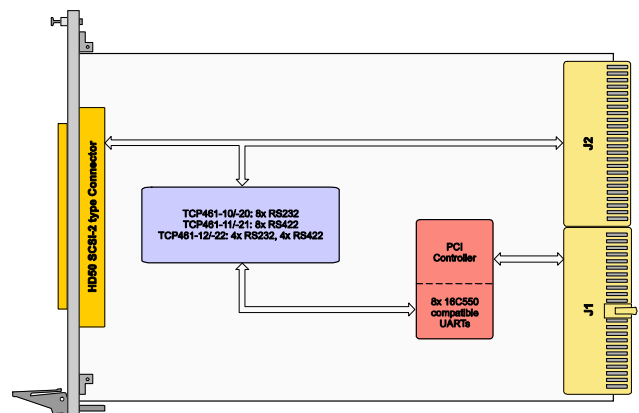 HD50 SCSI-2 type Connector
TCP461-10/-20: 8x RS232
TCP461-11/-21: 8x RS422
TCP461-12/-22: 4x RS232, 4x RS422
PCI
Controller
8x 16C550
compatible
UARTs
J2
J1